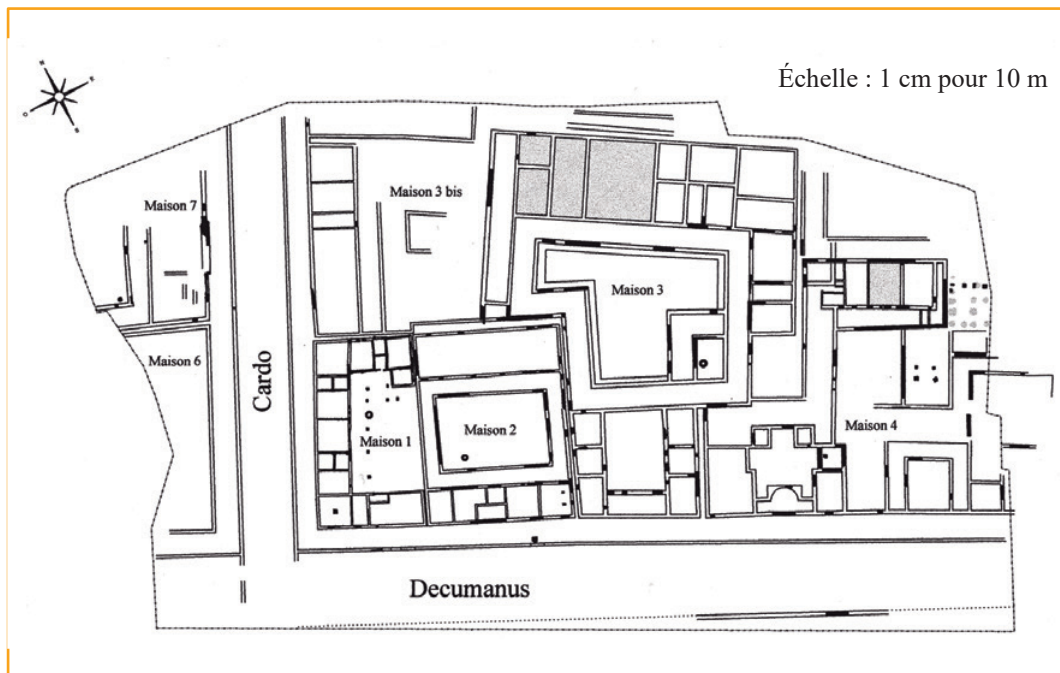 Échelle : 1 cm pour 10 m
N
E
O
S
Maison 7
Maison 3 bis
Maison 3
Maison 6
Cardo
Maison 1
Maison 2
Maison 4
Decumanus